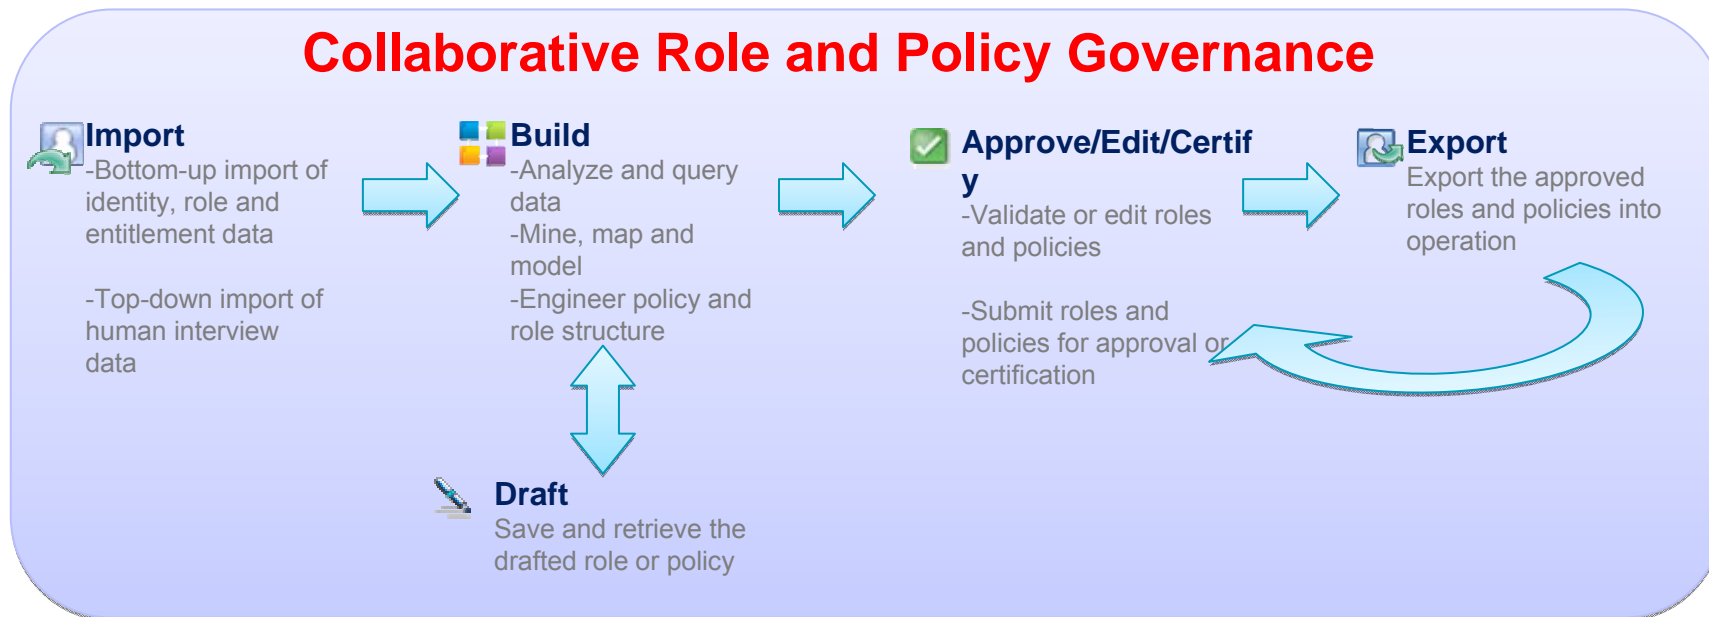 Collaborative Role and Policy Governance
Import
-Bottom-up import of
identity, role and
entitlement data
-Top-down import of
human interview
data
Build
-Analyze and query
data
-Mine, map and
model
-Engineer policy and
role structure
Draft
Save and retrieve the
drafted role or policy
Approve/Edit/Certif
y
-Validate or edit roles
and policies
-Submit roles and
policies for approval or
certification
Export
Export the approved
roles and policies into
operation